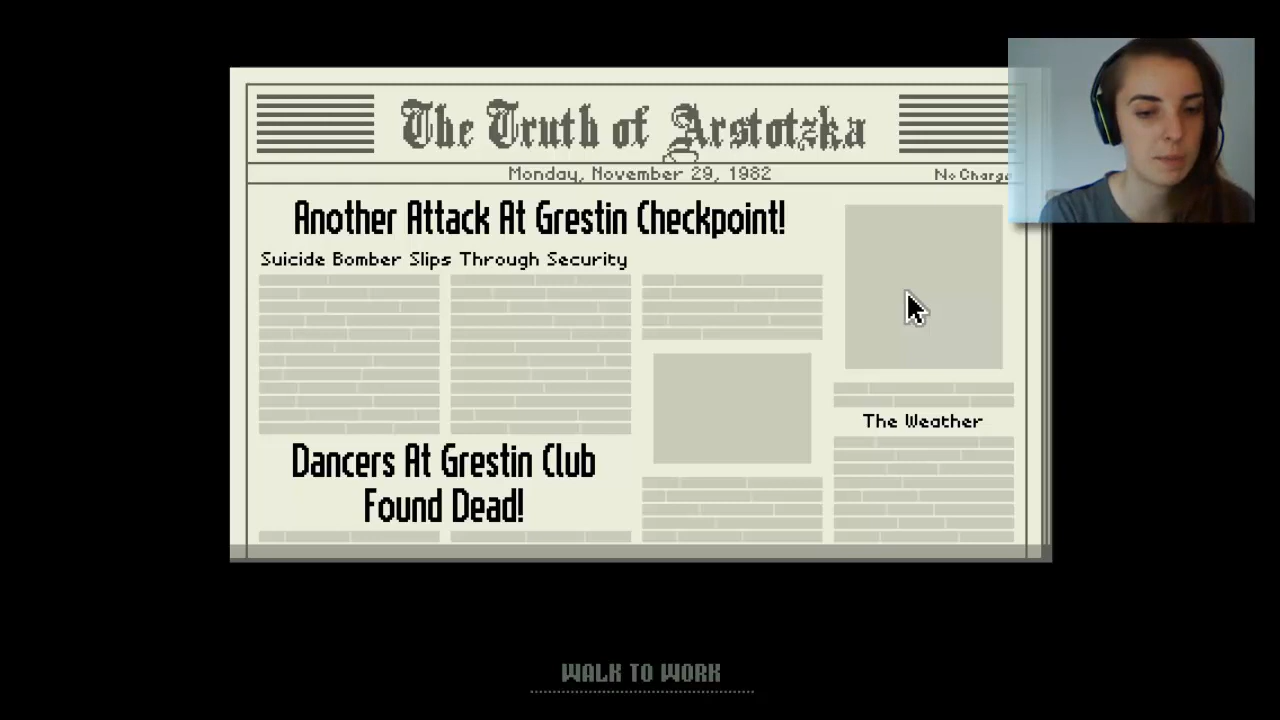 The Truth of Arstotzka
Monday, November 29, 1982
No Charge
Another Attack At Grestin Checkpoint!
Suicide Bomber Slips Through Security
The Weather
Dancers At Grestin Club
Found Dead!
WALK TO WORK